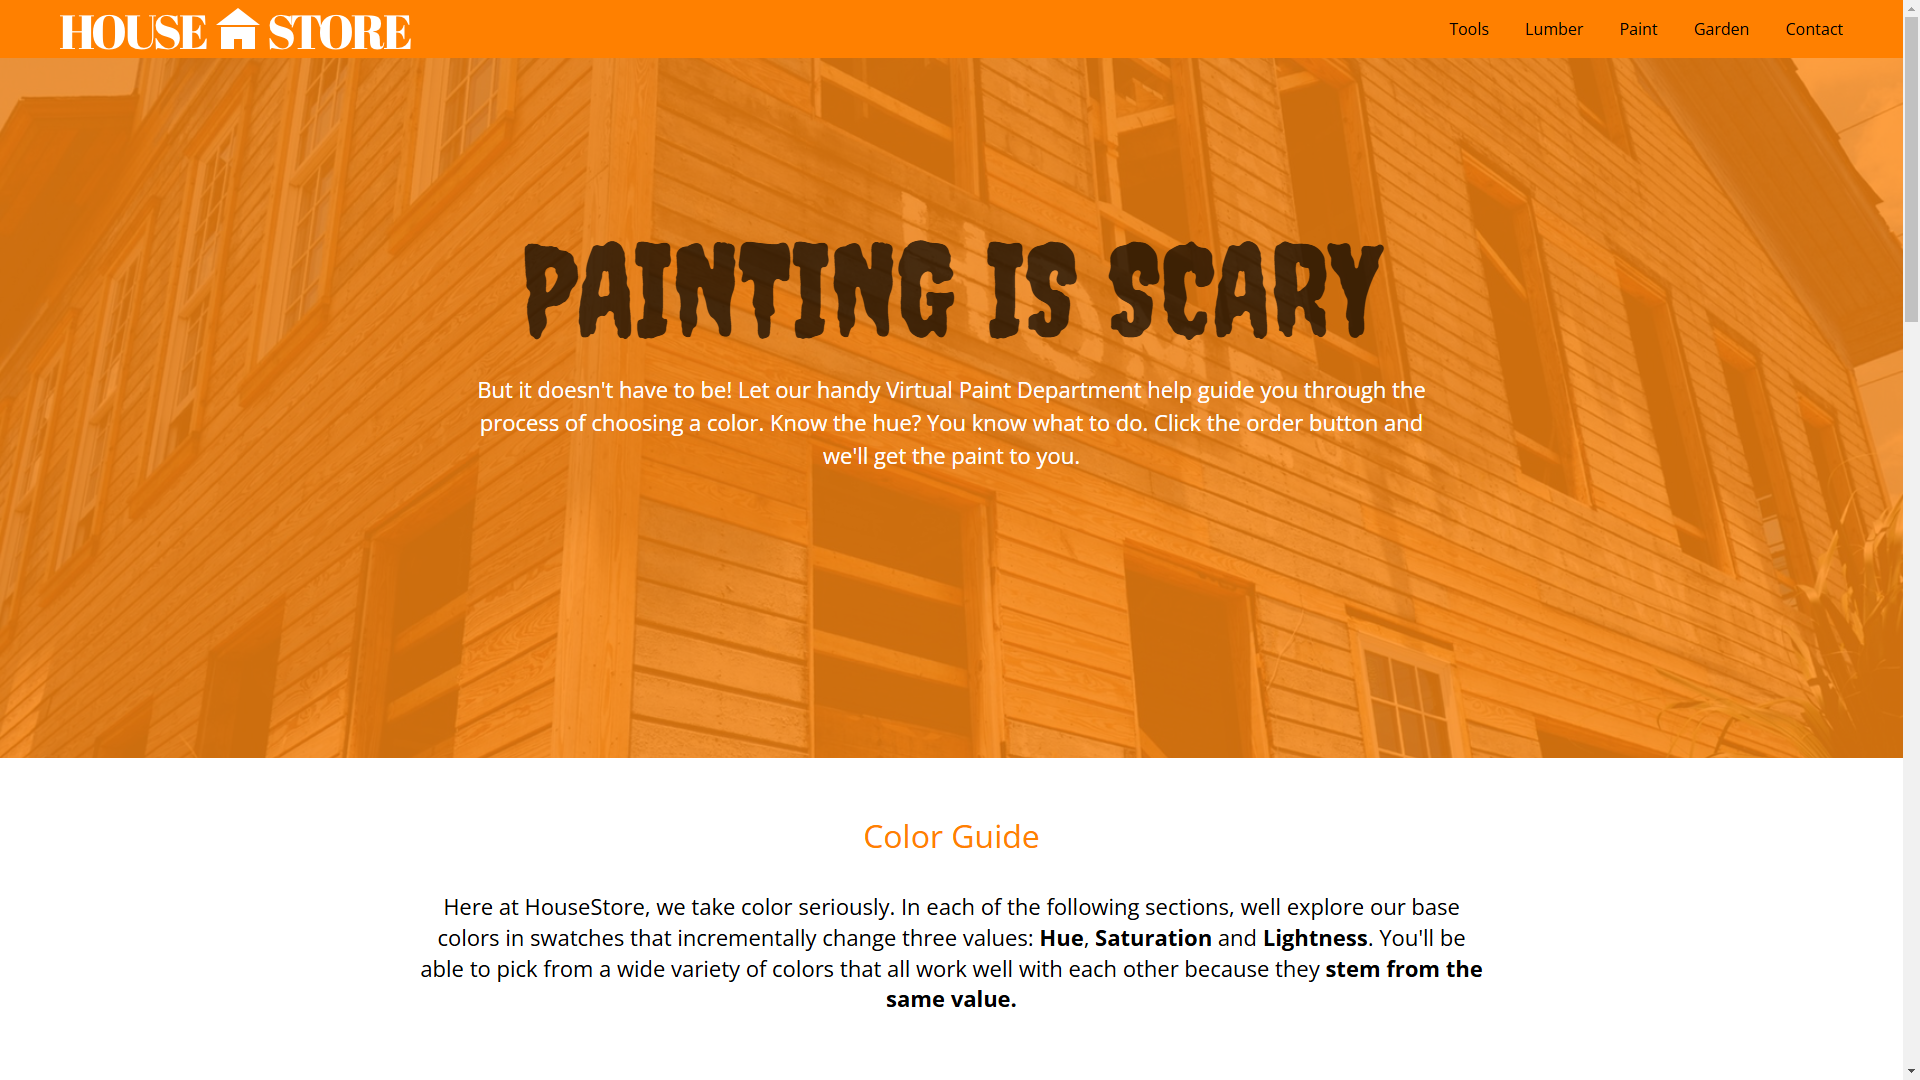 HOUSE STORE
Tools
Lumber
Paint
Garden
Contact
PAINTING IS SCARY
But it doesn't have to be! Let our handy Virtual Paint Department help guide you through the
process of choosing a color. Know the hue? You know what to do. Click the order button and
we'll get the paint to you.
Color Guide
Here at HouseStore, we take color seriously. In each of the following sections, well explore our base
colors in swatches that incrementally change three values: Hue, Saturation and Lightness. You'll be
able to pick from a wide variety of colors that all work well with each other because they stem from the
same value.